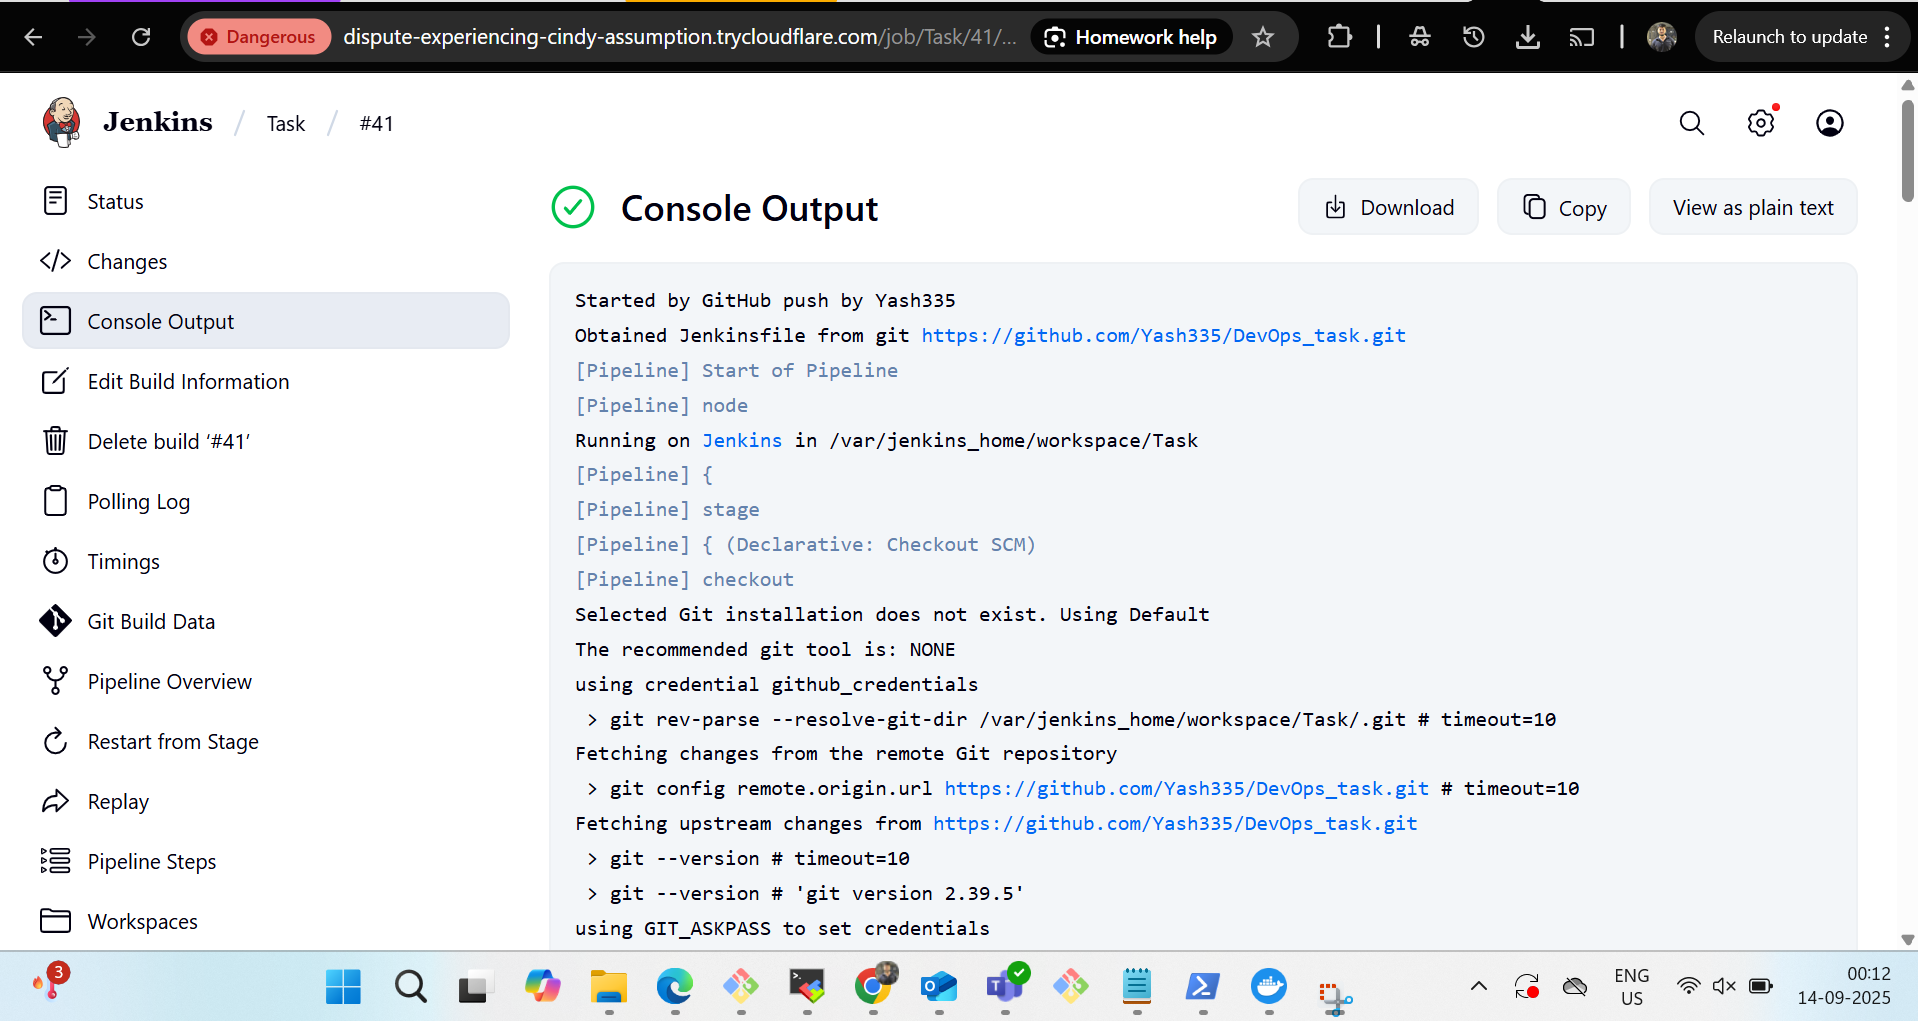 Dangerous dispute-experiencing-cindy-assumption.trycloudflare.com/job/Task/41/... Homework help Relaunch to update
Jenkins / Task / #41
Status
Changes
Console Output
Edit Build Information
Delete build ‘#41’
Polling Log
Timings
Git Build Data
Pipeline Overview
Restart from Stage
Replay
Pipeline Steps
Workspaces
Console Output
Download Copy View as plain text
Started by GitHub push by Yash335
Obtained Jenkinsfile from git https://github.com/Yash335/DevOps_task.git
[Pipeline] Start of Pipeline
[Pipeline] node
Running on Jenkins in /var/jenkins_home/workspace/Task
[Pipeline] {
[Pipeline] stage
[Pipeline] { (Declarative: Checkout SCM)
[Pipeline] checkout
Selected Git installation does not exist. Using Default
The recommended git tool is: NONE
using credential github_credentials
> git rev-parse --resolve-git-dir /var/jenkins_home/workspace/Task/.git # timeout=10
Fetching changes from the remote Git repository
> git config remote.origin.url https://github.com/Yash335/DevOps_task.git # timeout=10
Fetching upstream changes from https://github.com/Yash335/DevOps_task.git
> git --version # timeout=10
> git --version # 'git version 2.39.5'
using GIT_ASKPASS to set credentials
3
ENG
US
00:12
14-09-2025